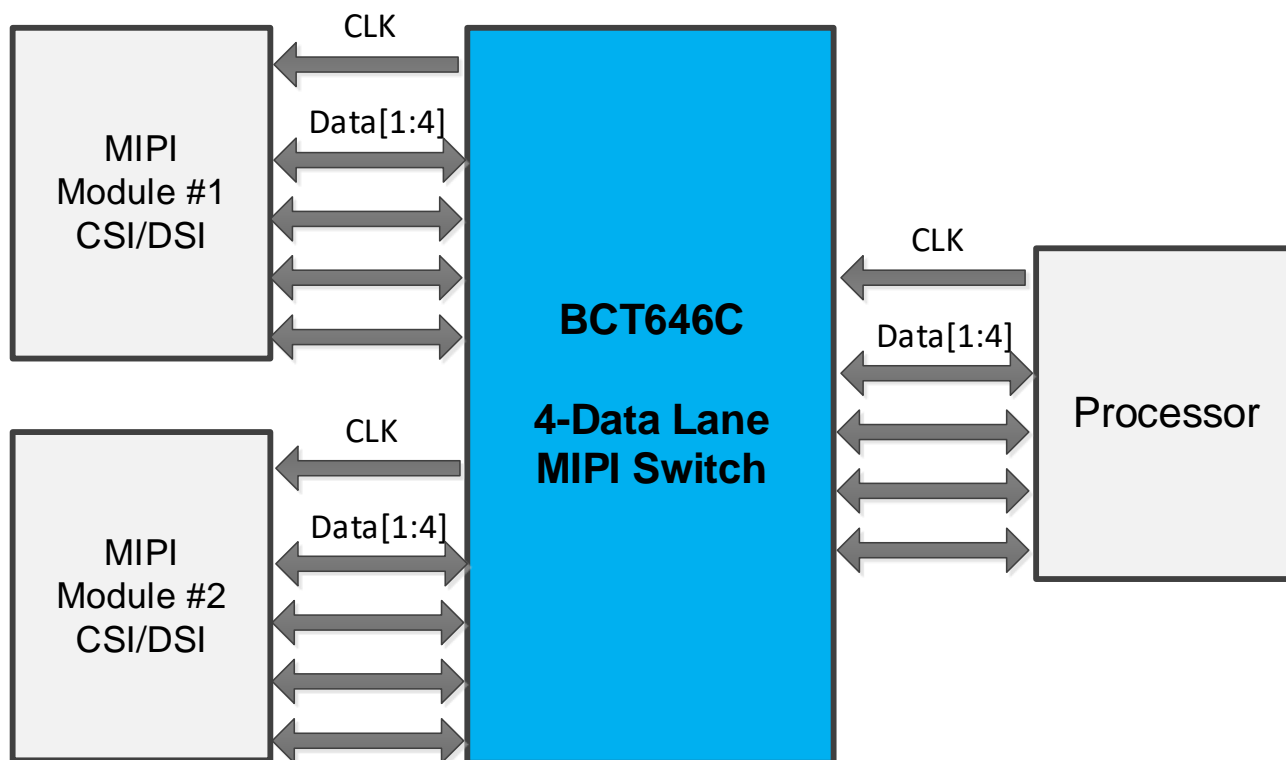 CLK
Data[1:4]
MIPI
Module #1
CSI/DSI
CLK
Data[1:4]
MIPI
Module #2
CSI/DSI
BCT646C
4-Data Lane
MIPI Switch
CLK
Data[1:4]
Processor